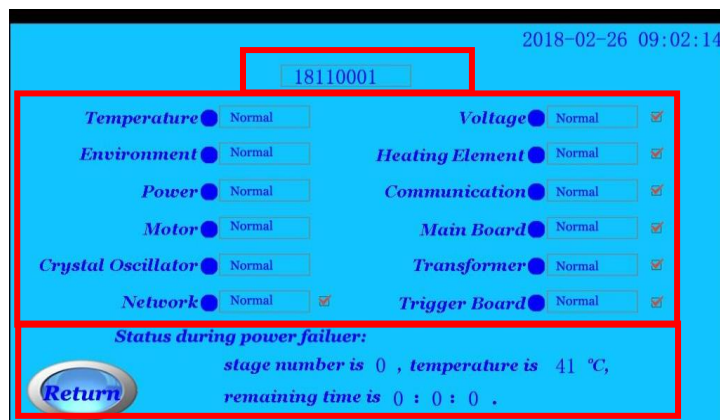 2018-02-26 09:02:14
18110001
Temperature Normal Voltage Normal
Environment Normal Heating Element Normal
Power Normal Communication Normal
Motor Normal Main Board Normal
Crystal Oscillator Normal Transformer Normal
Network Normal Trigger Board Normal
Status during power failuer:
stage number is 0 , temperature is 41 °C,
Return remaining time is 0 : 0 : 0 .